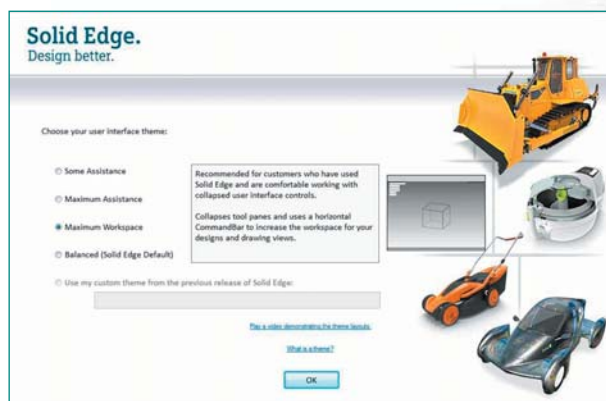 Solid Edge.
Design better.
Choose your user interface theme:
Some Assistance
Maximum Assistance
Maximum Workspace
Balanced (Solid Edge Default)
Use my custom theme from the previous release of Solid Edge:
Recommended for customers who have used
Solid Edge and are comfortable working with
collapsed user interface controls.
Collapses tool panes and uses a horizontal
CommandBar to increase the workspace for your
designs and drawing views.
Play a video demonstrating the theme layouts.
What is a theme?
OK